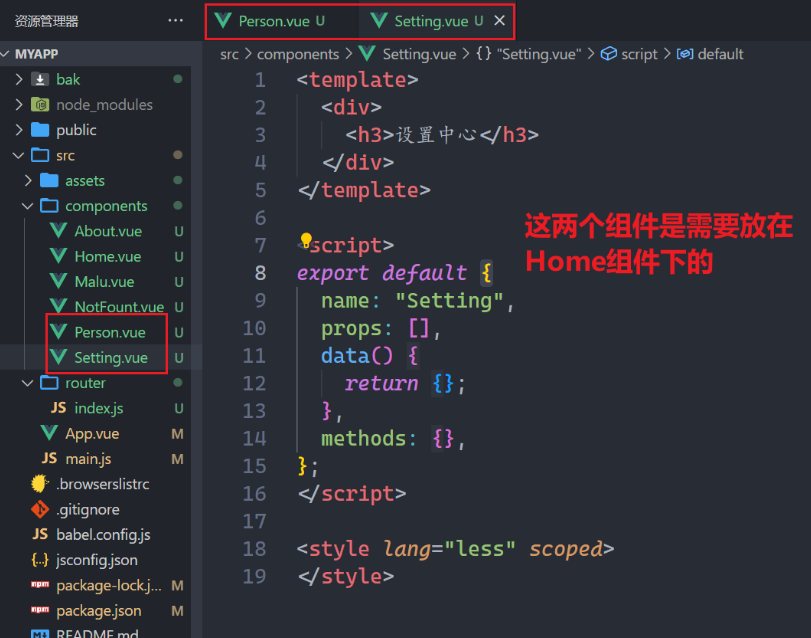 资源管理器
···
Person.vue U
Setting.vue U
src > components > Setting.vue > {} "Setting.vue" > script > default
MYAPP
bak
node_modules
public
src
assets
components
About.vue U
Home.vue U
Malu.vue U
NotFount.vue U
Person.vue U
Setting.vue U
router
JS index.js U
App.vue M
JS main.js M
.browserslistrc
.gitignore
JS babel.config.js
{..} jsconfig.json
npm package-lock.j... M
npm package.json M
README.md
1 <template>
2 <div>
3 <h3>设置中心</h3>
4 </div>
5 </template>
6
7 <script>
8 export default {
9 name: "Setting",
10 props: [],
11 data() {
12 return {};
13 },
14 methods: {},
15 };
16 </script>
17
18 <style lang="less" scoped>
19 </style>
这两个组件是需要放在
Home组件下的